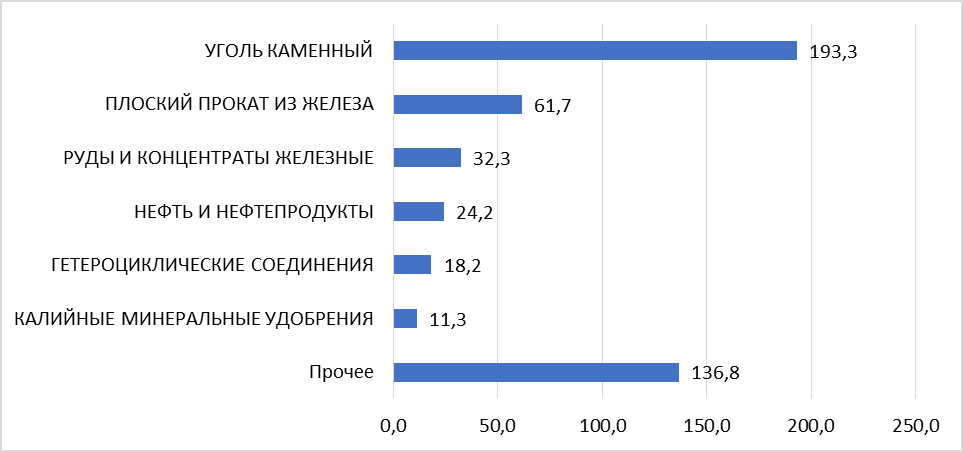 УГОЛЬ КАМЕННЫЙ 193,3
ПЛОСКИЙ ПРОКАТ ИЗ ЖЕЛЕЗА 61,7
РУДЫ И КОНЦЕНТРАТЫ ЖЕЛЕЗНЫЕ 32,3
НЕФТЬ И НЕФТЕПРОДУКТЫ 24,2
ГЕТЕРОЦИКЛИЧЕСКИЕ СОЕДИНЕНИЯ 18,2
КАЛИЙНЫЕ МИНЕРАЛЬНЫЕ УДОБРЕНИЯ 11,3
Прочее 136,8
0,0 50,0 100,0 150,0 200,0 250,0